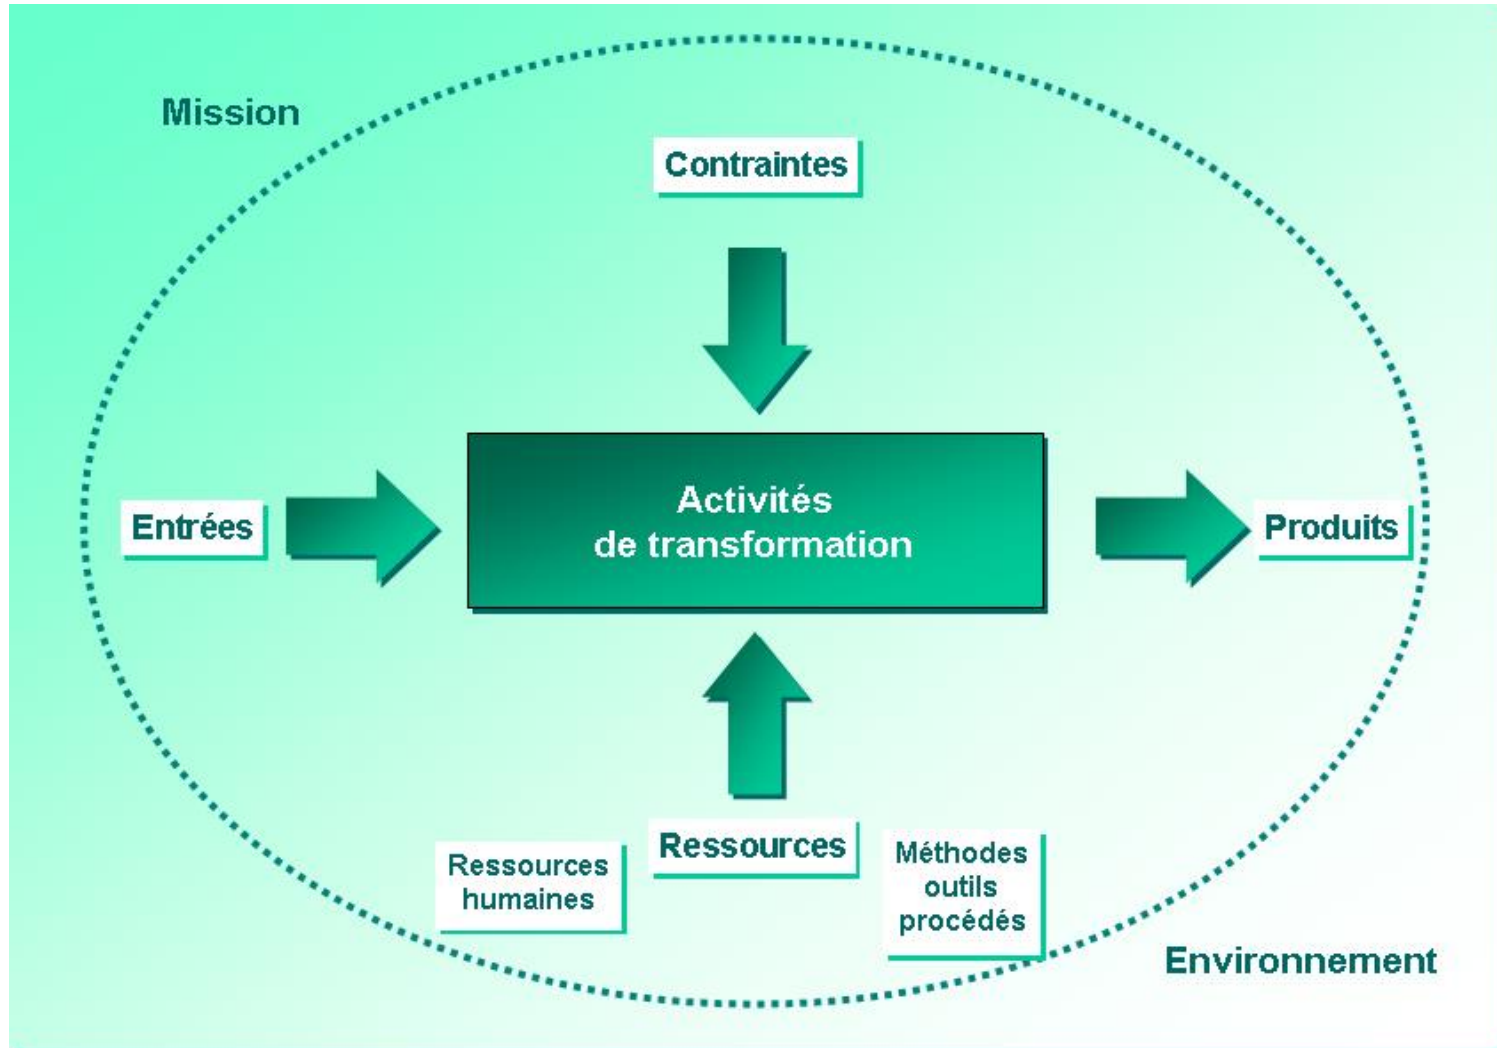 Mission
Contraintes
Activités
de transformation
Entrées
Produits
Ressources
Ressources
humaines
Méthodes
outils
procédés
Environnement